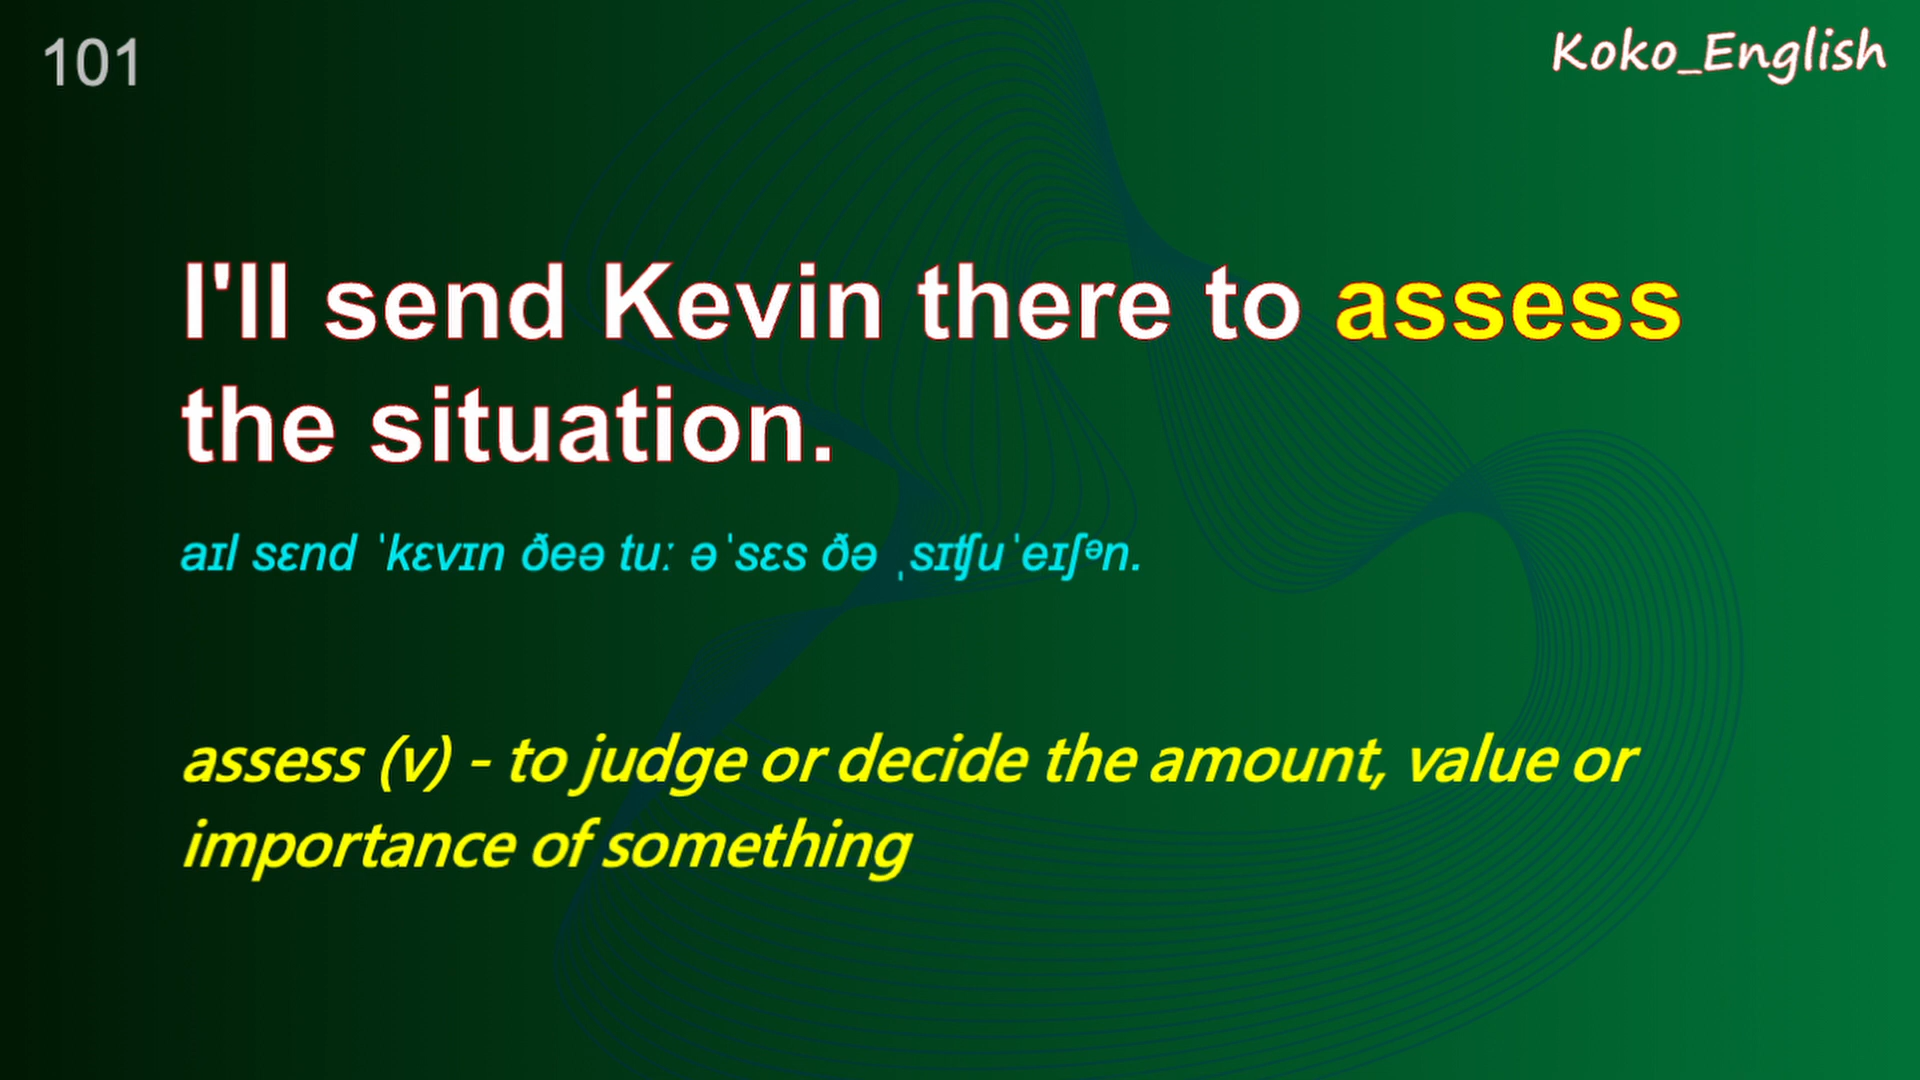 101
Koko_English
I'll send Kevin there to assess
the situation.
aɪl sɛnd ˈkɛvɪn ðeə tuː əˈsɛs ðə ˌsɪʧuˈeɪʃᵊn.
assess (v) - to judge or decide the amount, value or
importance of something